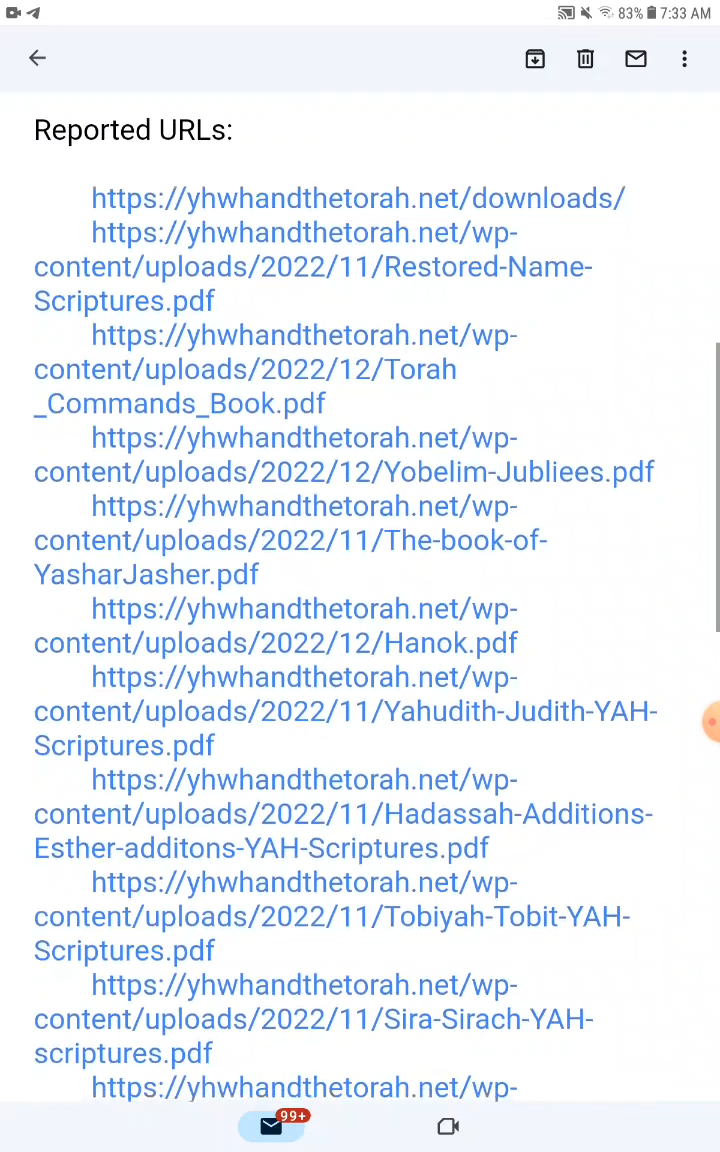 83% 7:33 AM
Reported URLs:
https://yhwhandthetorah.net/downloads/
https://yhwhandthetorah.net/wp-
content/uploads/2022/11/Restored-Name-
Scriptures.pdf
https://yhwhandthetorah.net/wp-
content/uploads/2022/12/Torah
_Commands_Book.pdf
https://yhwhandthetorah.net/wp-
content/uploads/2022/12/Yobelim-Jubliees.pdf
https://yhwhandthetorah.net/wp-
content/uploads/2022/11/The-book-of-
YasharJasher.pdf
https://yhwhandthetorah.net/wp-
content/uploads/2022/12/Hanok.pdf
https://yhwhandthetorah.net/wp-
content/uploads/2022/11/Yahudith-Judith-YAH-
Scriptures.pdf
https://yhwhandthetorah.net/wp-
content/uploads/2022/11/Hadassah-Additions-
Esther-additons-YAH-Scriptures.pdf
https://yhwhandthetorah.net/wp-
content/uploads/2022/11/Tobiyah-Tobit-YAH-
Scriptures.pdf
https://yhwhandthetorah.net/wp-
content/uploads/2022/11/Sira-Sirach-YAH-
scriptures.pdf
https://yhwhandthetorah.net/wp-
99+